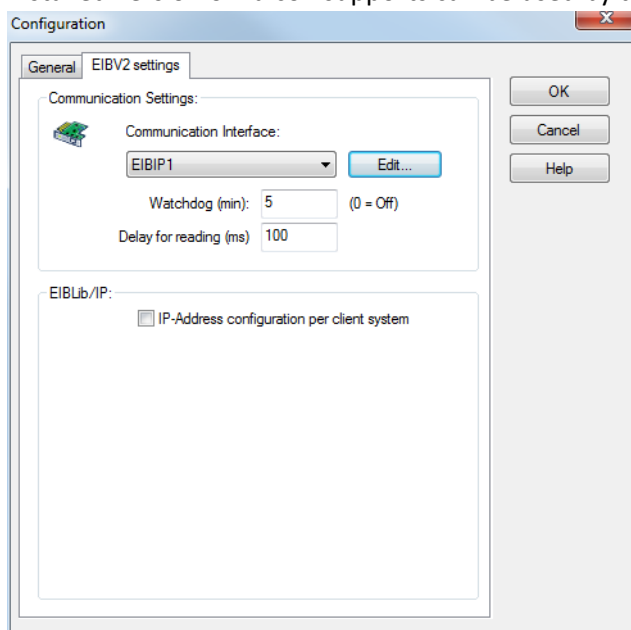 Configuration
General EIBV2 settings
Communication Settings:
Communication Interface:
EIBIP1 Edit...
Watchdog (min): 5 (0 = Off)
Delay for reading (ms) 100
EIBLib/IP:
IP-Address configuration per client system
OK
Cancel
Help